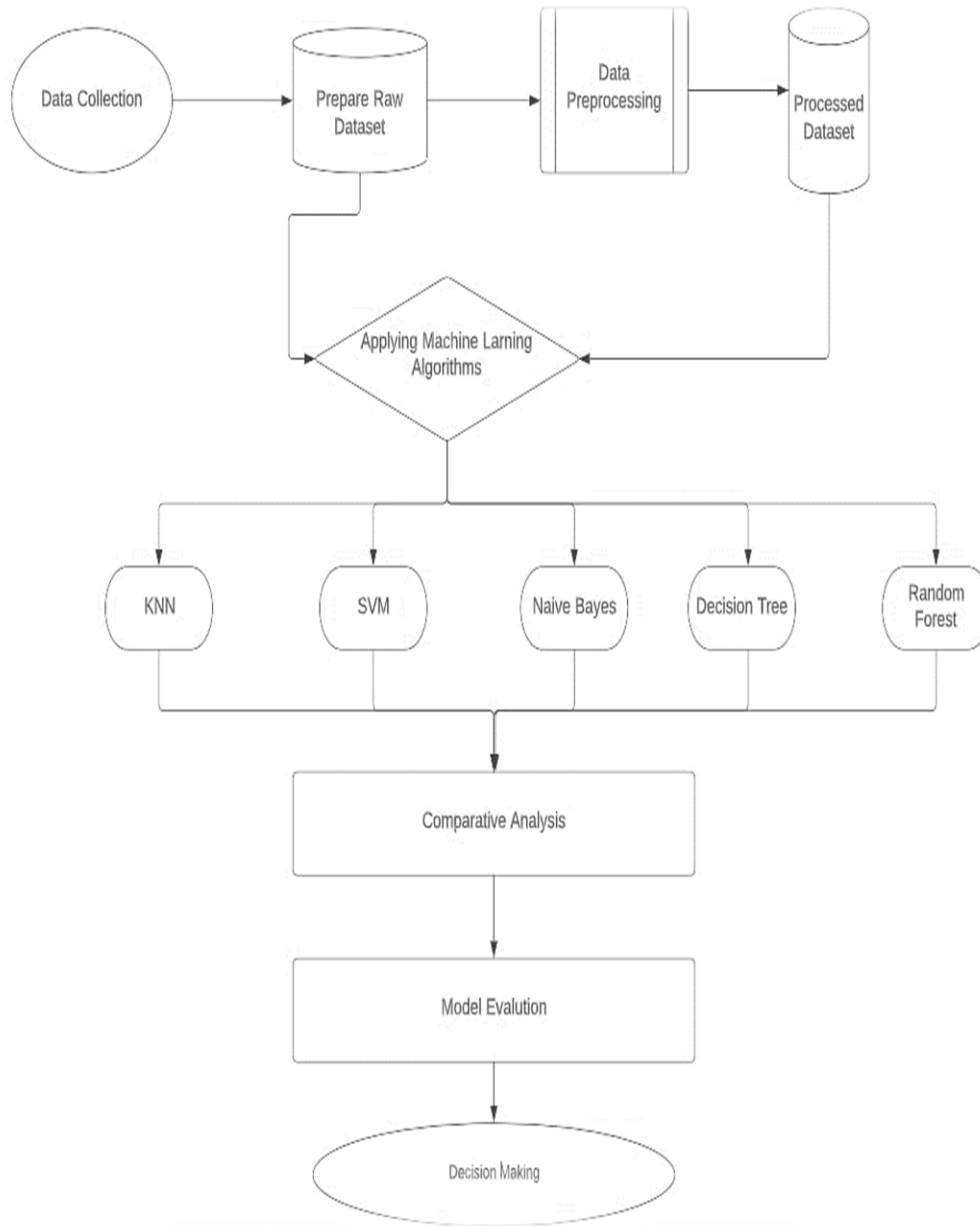 Data Collection
Prepare Raw
Dataset
Data
Preprocessing
Processed
Dataset
Applying Machine Larning
Algorithms
KNN
SVM
Naive Bayes
Decision Tree
Random
Forest
Comparative Analysis
Model Evalution
Decision Making